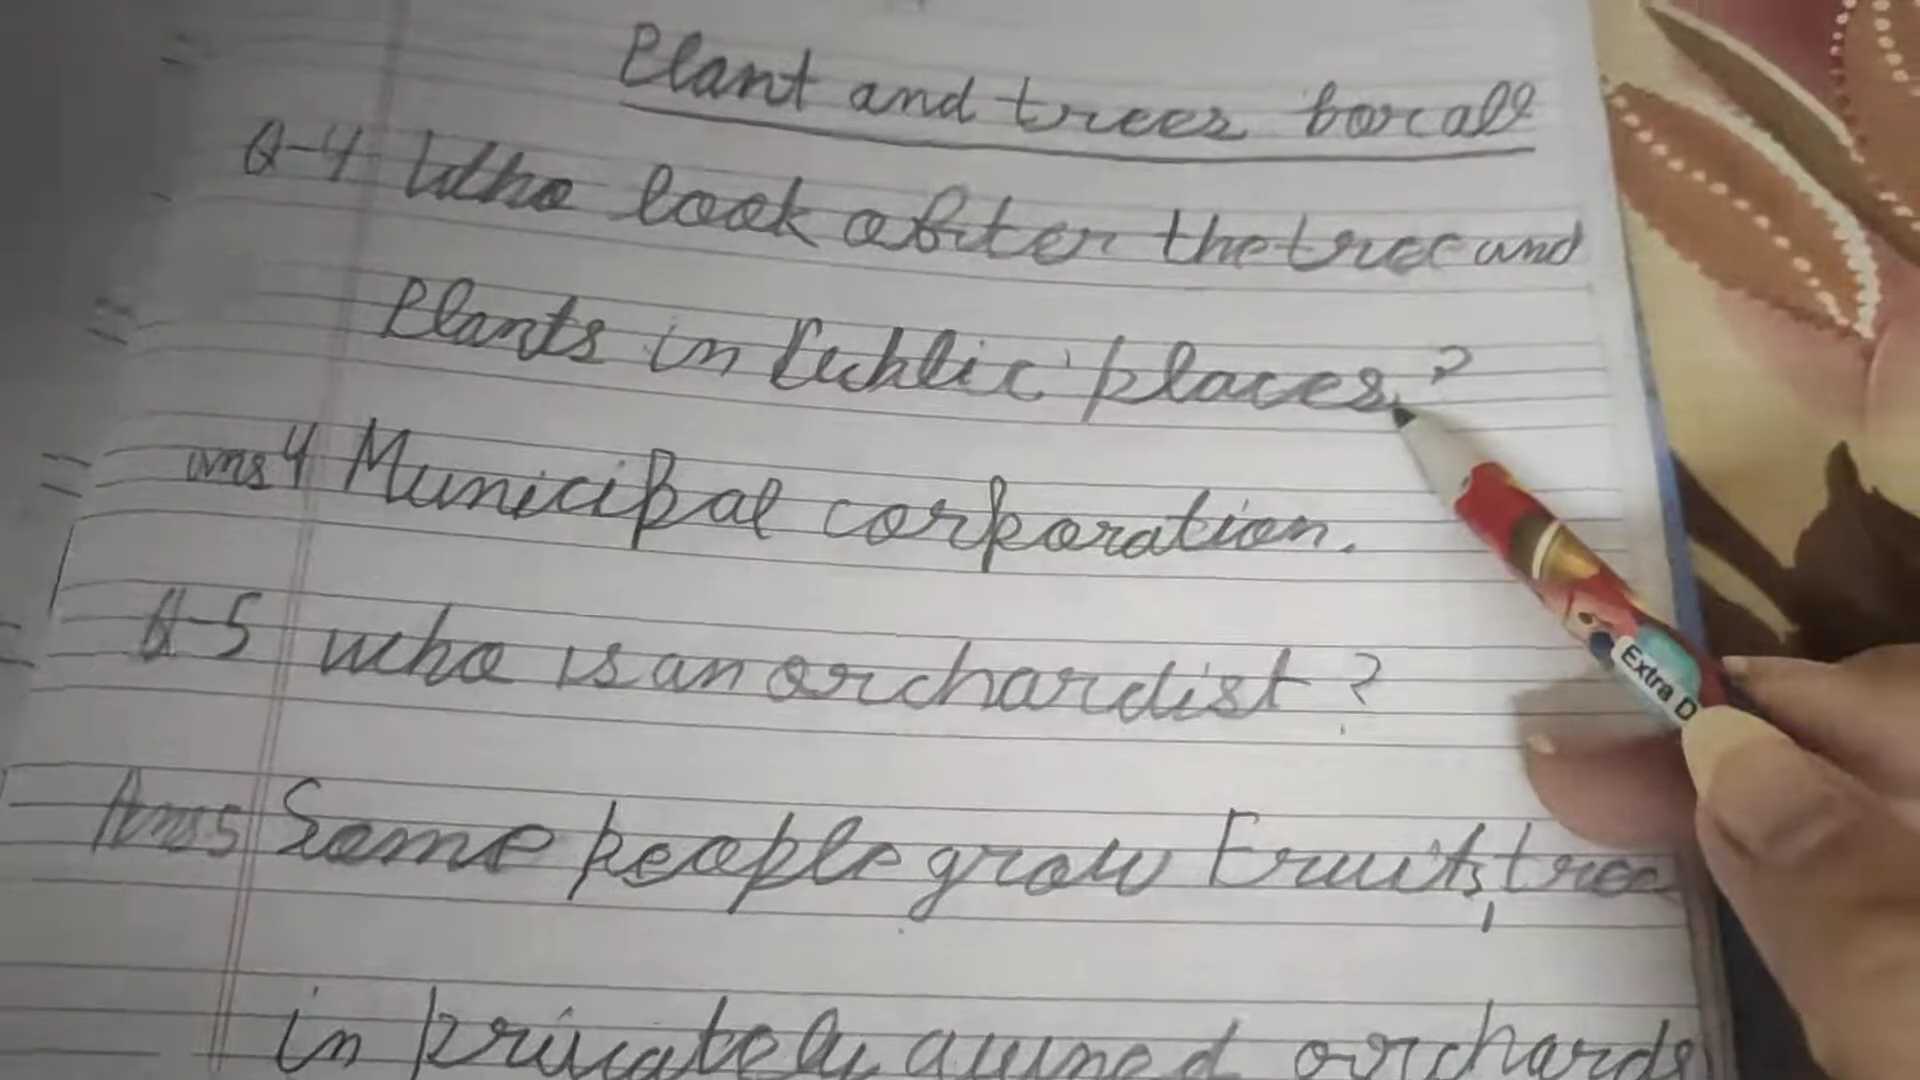 Plant and trees for all
Q-4 Who look after the tree and
Plants in Public places.?
ans 4 Municipal corporation.
Q-5 who is an orchardist?
Ans 5 Some people grow Fruits, tree
in privately owned orchards
Extra D